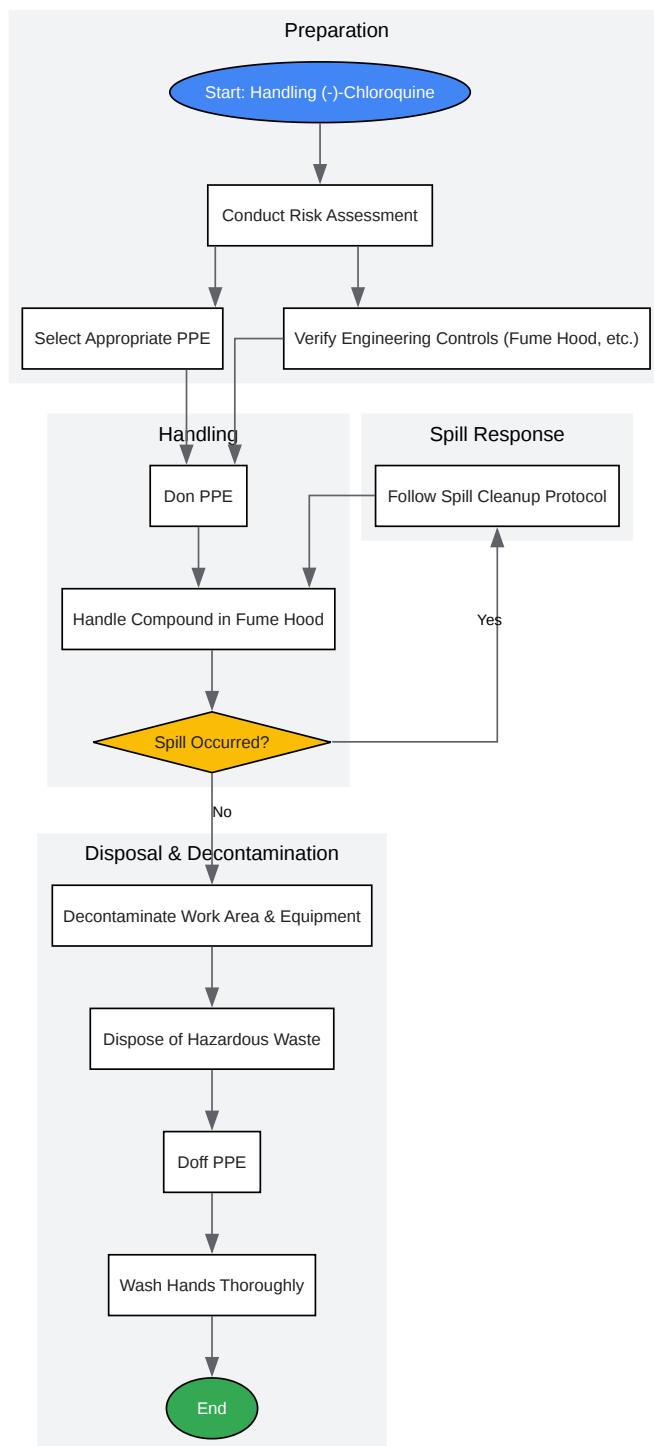 Preparation
Start: Handling (-)-Chloroquine
Conduct Risk Assessment
Select Appropriate PPE
Verify Engineering Controls (Fume Hood, etc.)
Handling
Spill Response
Don PPE
Follow Spill Cleanup Protocol
Handle Compound in Fume Hood
Yes
Spill Occurred?
No
Disposal & Decontamination
Decontaminate Work Area & Equipment
Dispose of Hazardous Waste
Doff PPE
Wash Hands Thoroughly
End